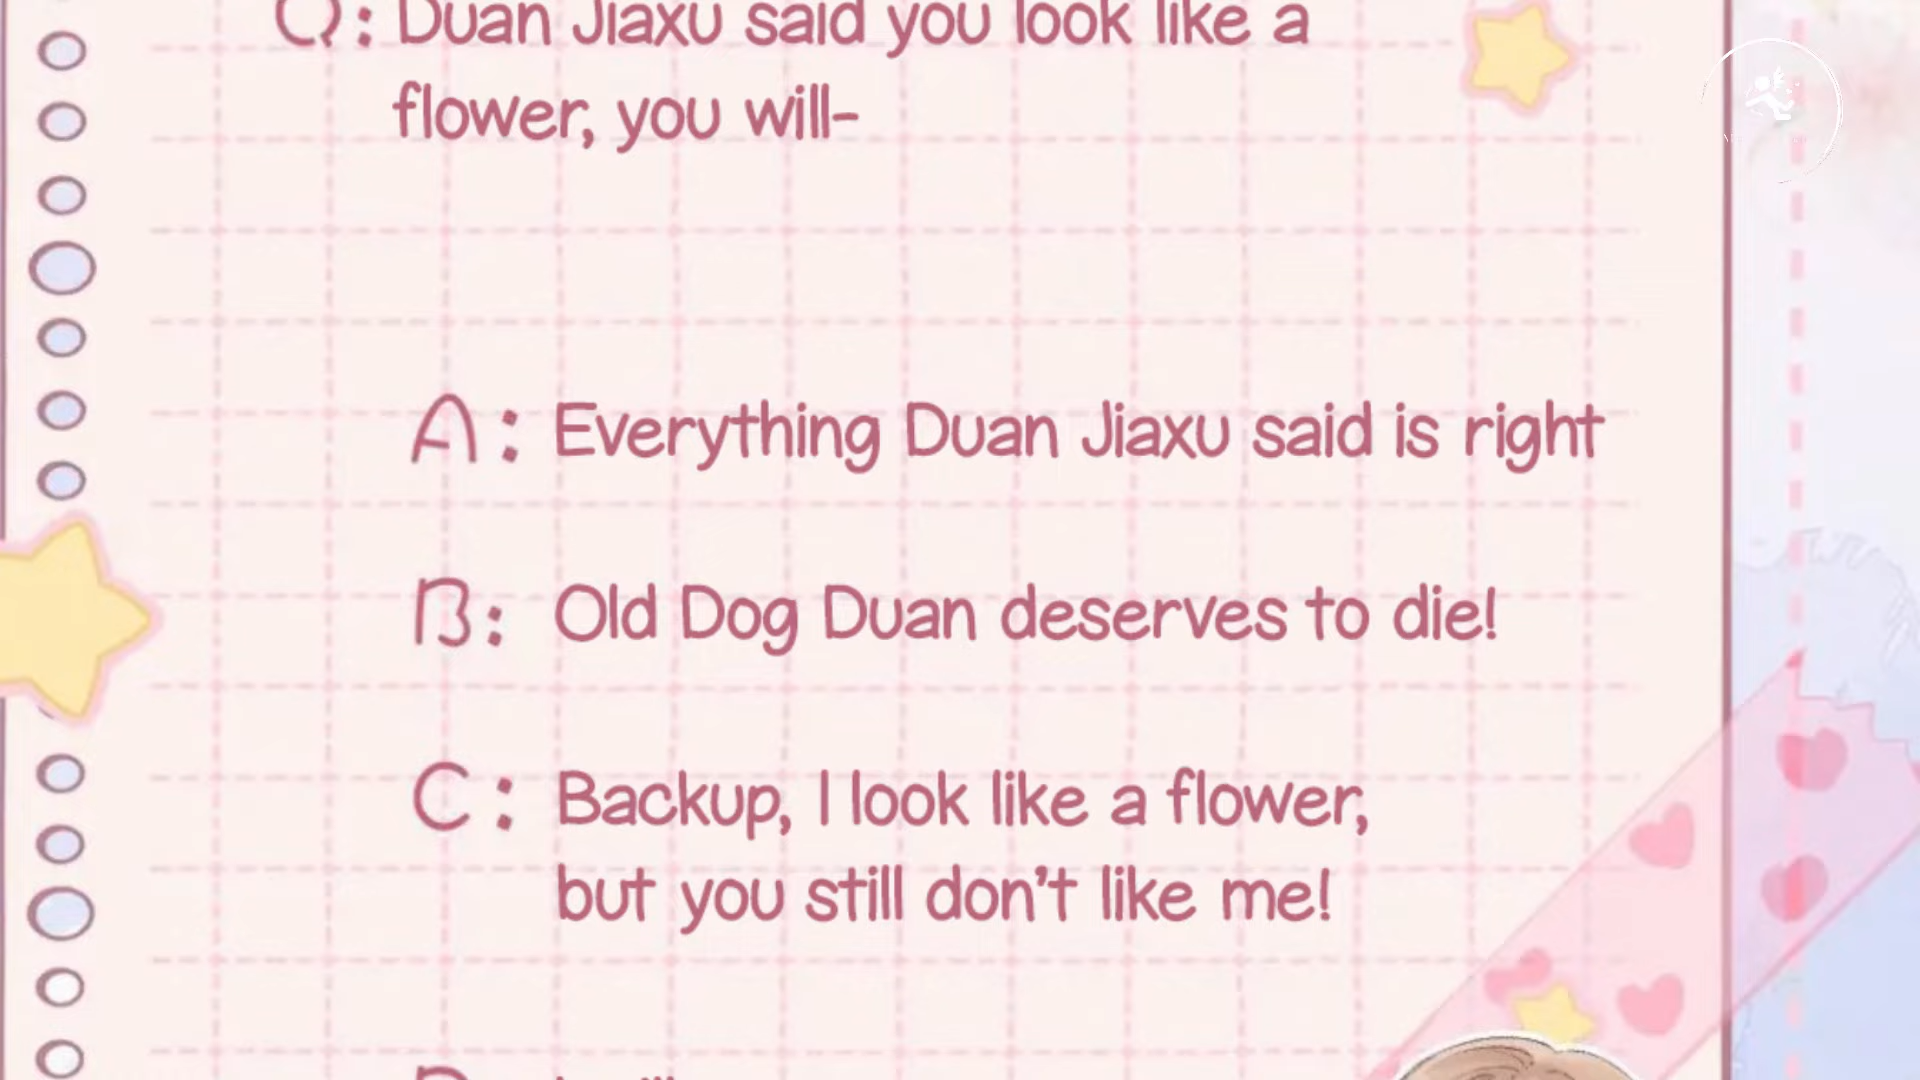 Q: Duan Jiaxu said you look like a
flower, you will-
A: Everything Duan Jiaxu said is right
B: Old Dog Duan deserves to die!
C: Backup, I look like a flower,
but you still don't like me!